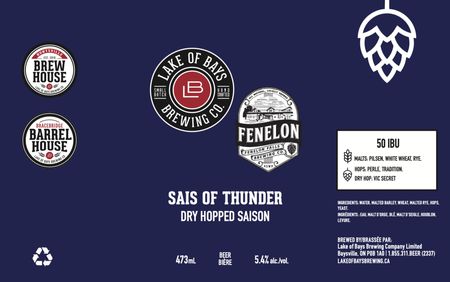 HUNTSVILLE
BREW
HOUSE
BRACEBRIDGE
BARREL
HOUSE
LAKE OF BAYS
SMALL
BATCH
LB
HAND
CRAFTED
BREWING CO.
FENELON
FENELON FALLS
BREWING CO.
SAIS OF THUNDER
DRY HOPPED SAISON
473mL
BEER
BIÈRE
5.4% alc./vol.
50 IBU
MALTS: PILSEN, WHITE WHEAT, RYE.
HOPS: PERLE, TRADITION.
DRY HOP: VIC SECRET
INGREDIENTS: WATER, MALTED BARLEY, WHEAT, MALTED RYE, HOPS,
YEAST.
INGRÉDIENTS : EAU, MALT D'ORGE, BLÉ, MALT D'SEIGLE, HOUBLON,
LEVURE.
BREWED BY/BRASSÉE PAR:
Lake of Bays Brewing Company Limited
Baysville, ON P0B 1A0 | 1.855.311.BEER (2337)
LAKEOFBAYSBREWING.CA